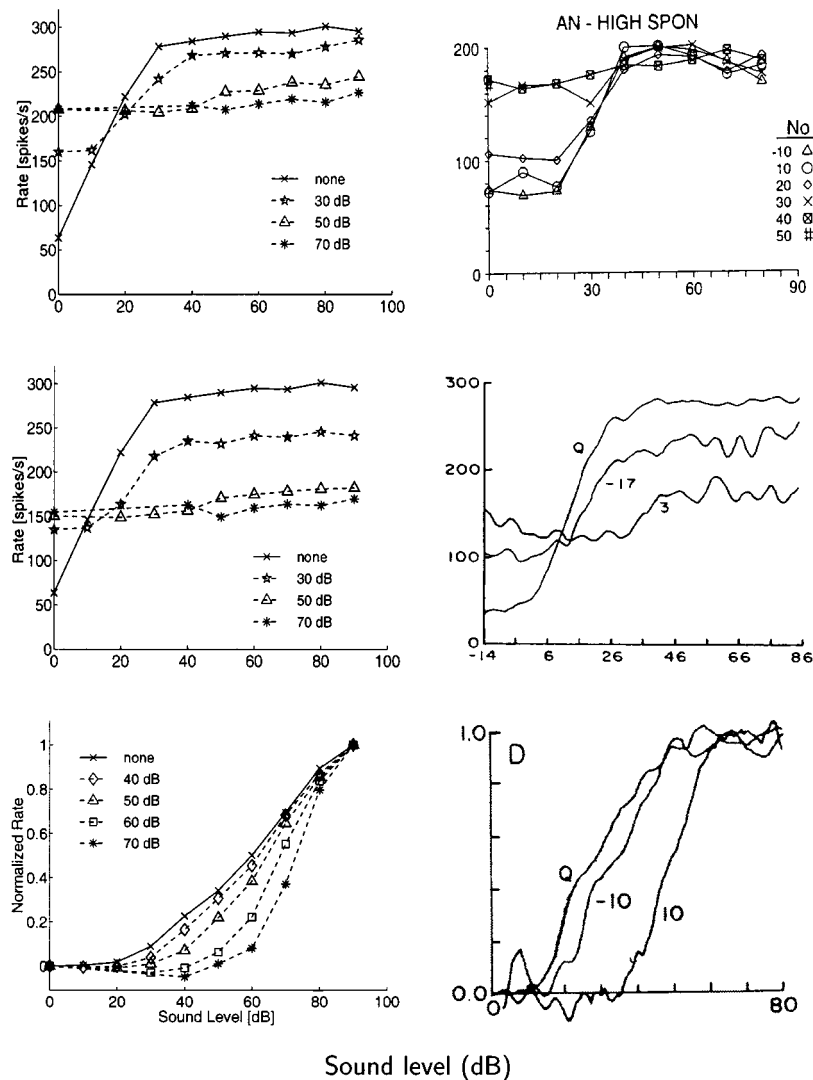 300
250
200
150
100
50
0
Rate [spikes/s]
0 20 40 60 80 100
none
30 dB
50 dB
70 dB
AN - HIGH SPON
200
100
0
0 30 60 90
No
-10
10
20
30
40
50
300
250
200
150
100
50
0
Rate [spikes/s]
0 20 40 60 80 100
none
30 dB
50 dB
70 dB
300
200
100
0
-14 6 26 46 66 86
Q
-17
3
1
0.8
0.6
0.4
0.2
0
Normalized Rate
0 20 40 60 80 100
Sound Level [dB]
none
40 dB
50 dB
60 dB
70 dB
1.0
D
Q
-10
10
0.0
0 80
Sound level (dB)